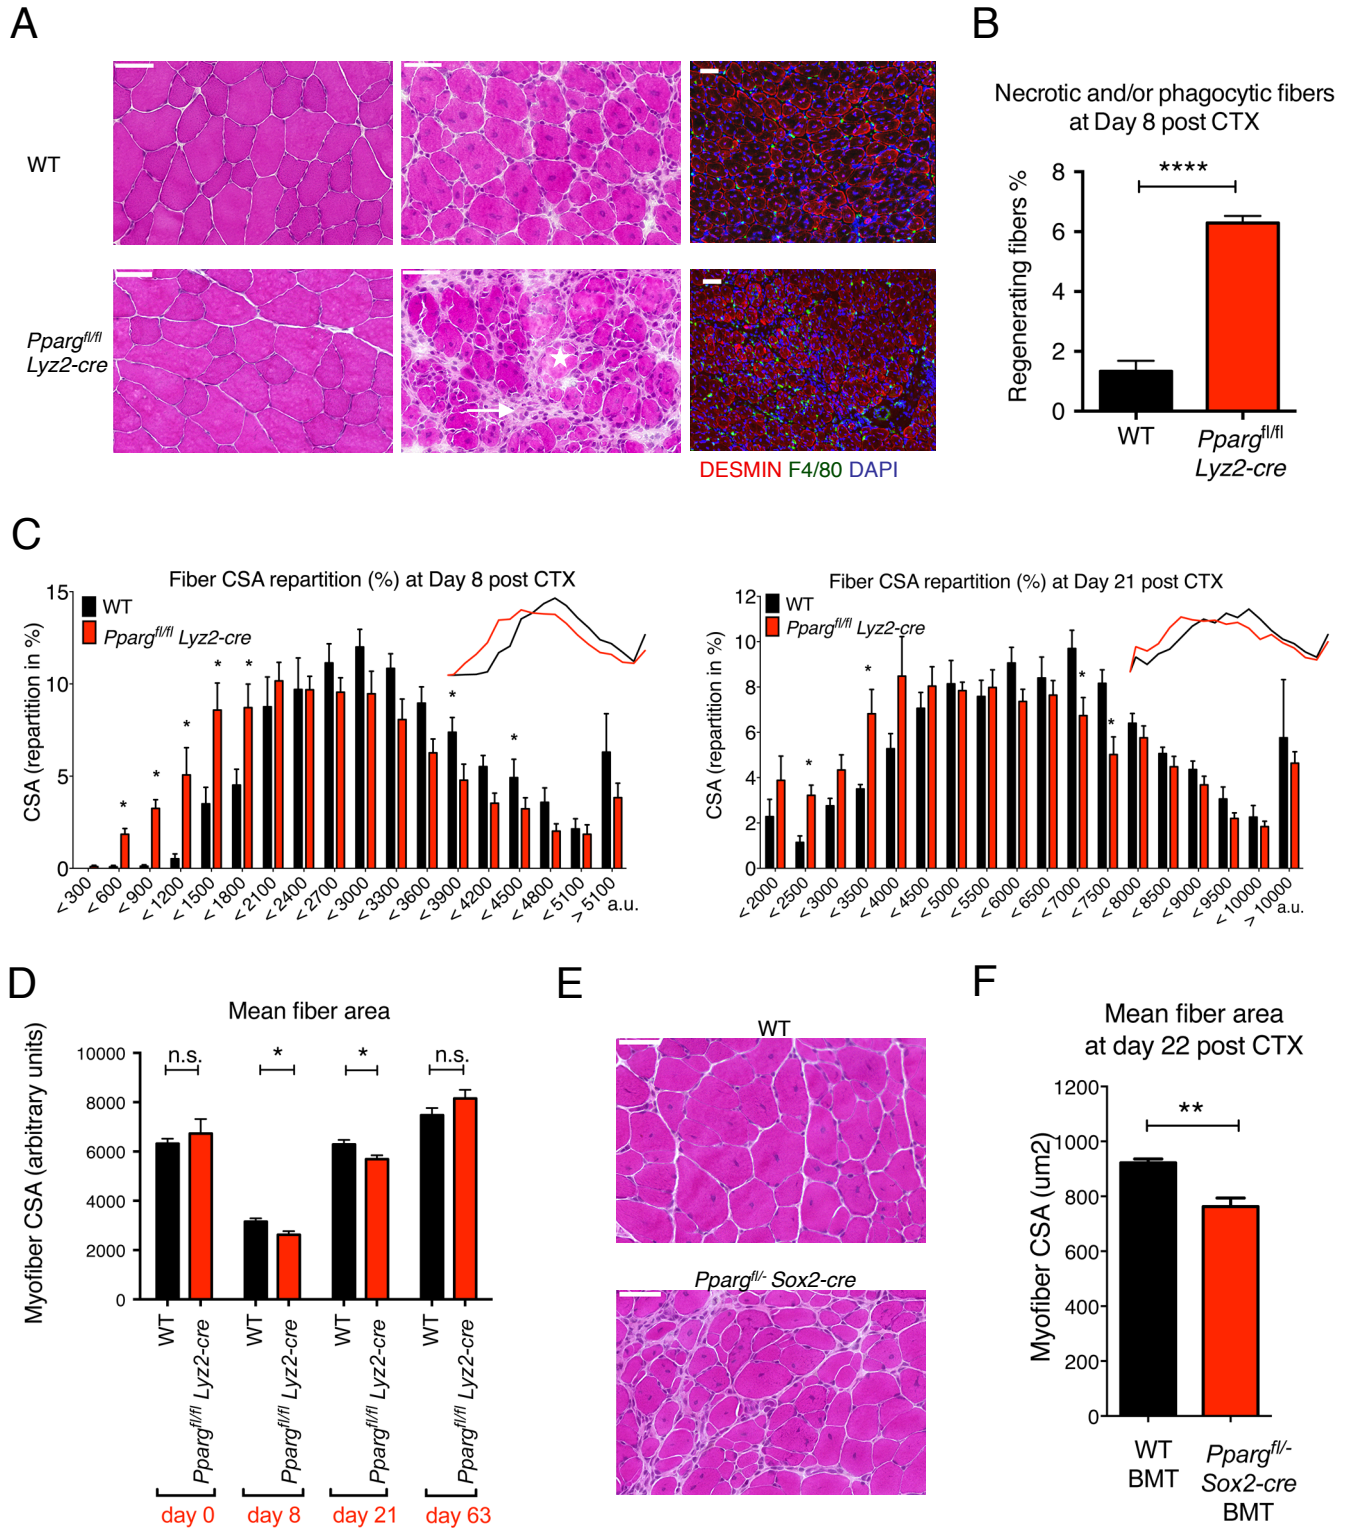 A
WT
Pparg^fl/fl
Lyz2-cre
DESMIN F4/80 DAPI
B
Necrotic and/or phagocytic fibers
at Day 8 post CTX
Regenerating fibers %
8
6
4
2
0
****
WT
Pparg^fl/fl
Lyz2-cre
C
Fiber CSA repartition (%) at Day 8 post CTX
CSA (repartition in %)
15
10
5
0
WT
Pparg^fl/fl Lyz2-cre
* * * * * * *
<300 <600 <900 <1200 <1500 <1800 <2100 <2400 <2700 <3000 <3300 <3600 <3900 <4200 <4500 <4800 <5100 >5100 a.u.
Fiber CSA repartition (%) at Day 21 post CTX
CSA (repartition in %)
12
10
8
6
4
2
0
WT
Pparg^fl/fl Lyz2-cre
* * * *
<2000 <2500 <3000 <3500 <4000 <4500 <5000 <5500 <6000 <6500 <7000 <7500 <8000 <8500 <9000 <9500 <10000 >10000 a.u.
D
Mean fiber area
Myofiber CSA (arbitrary units)
10000
8000
6000
4000
2000
0
n.s. * * n.s.
WT Pparg^fl/fl Lyz2-cre WT Pparg^fl/fl Lyz2-cre WT Pparg^fl/fl Lyz2-cre WT Pparg^fl/fl Lyz2-cre
day 0 day 8 day 21 day 63
E
WT
Pparg^fl/- Sox2-cre
F
Mean fiber area
at day 22 post CTX
Myofiber CSA (um2)
1200
1000
800
600
400
200
0
**
WT
BMT
Pparg^fl/-
Sox2-cre
BMT